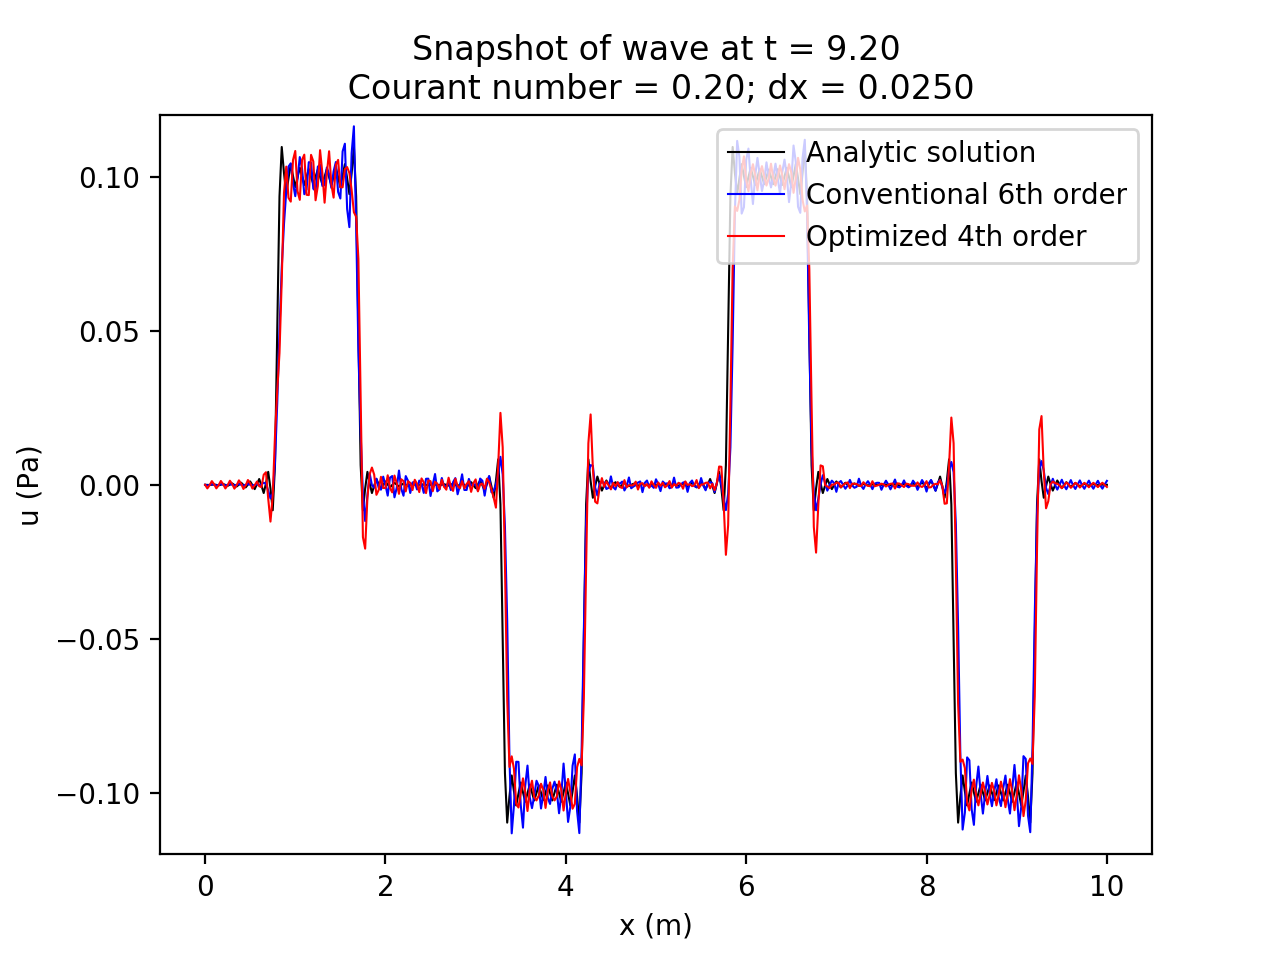 Snapshot of wave at t = 9.20
Courant number = 0.20; dx = 0.0250
Analytic solution
Conventional 6th order
Optimized 4th order
0.10
0.05
0.00
−0.05
−0.10
u (Pa)
0 2 4 6 8 10
x (m)